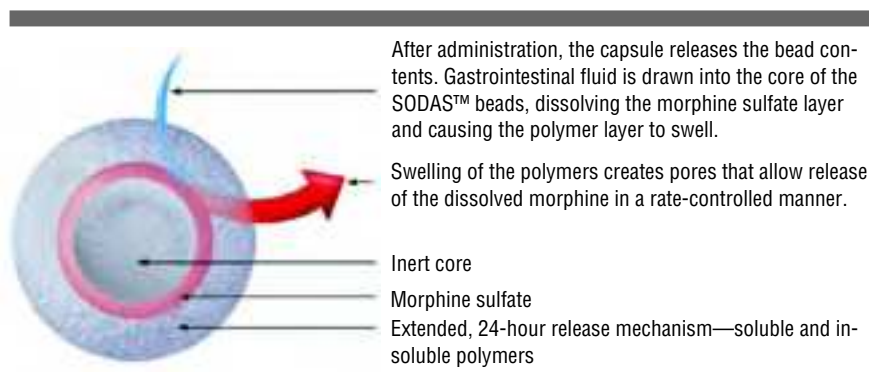 After administration, the capsule releases the bead con-
tents. Gastrointestinal fluid is drawn into the core of the
SODAS™ beads, dissolving the morphine sulfate layer
and causing the polymer layer to swell.
Swelling of the polymers creates pores that allow release
of the dissolved morphine in a rate-controlled manner.
Inert core
Morphine sulfate
Extended, 24-hour release mechanism—soluble and in-
soluble polymers